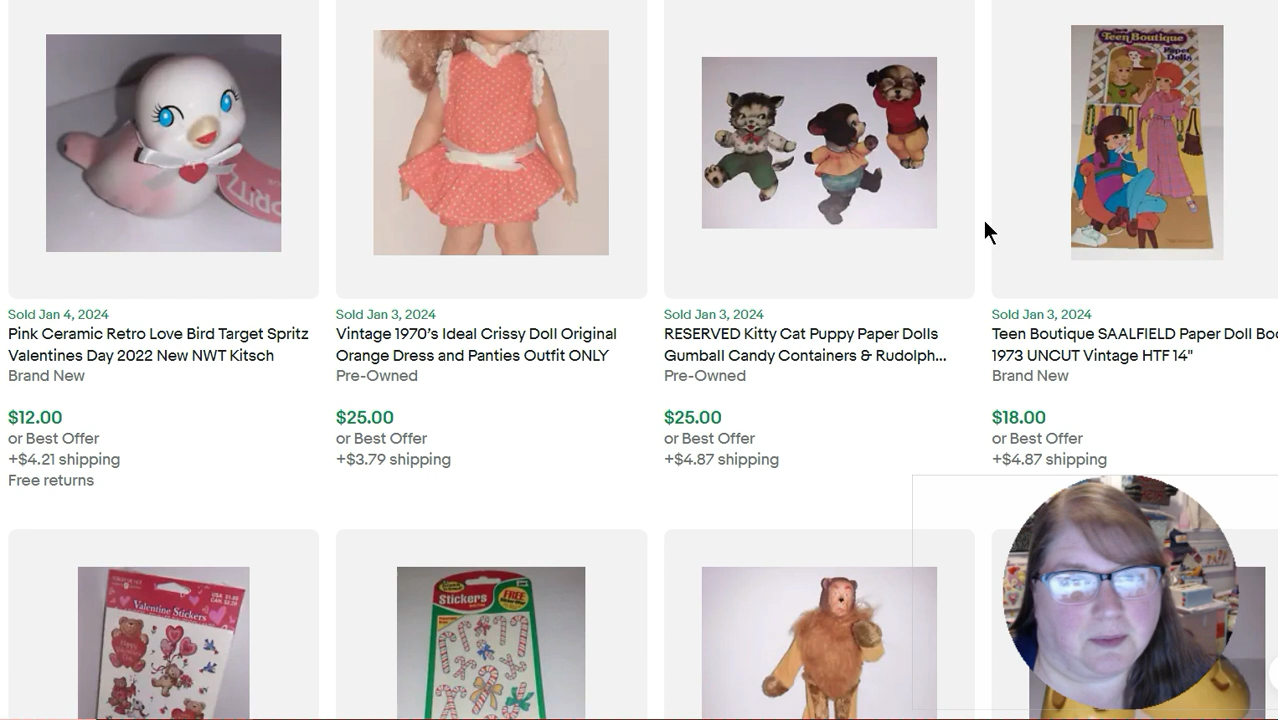 PRITZ
Teen Boutique
Paper
Dolls
Sold Jan 4, 2024
Pink Ceramic Retro Love Bird Target Spritz
Valentines Day 2022 New NWT Kitsch
Brand New
$12.00
or Best Offer
+$4.21 shipping
Free returns
Sold Jan 3, 2024
Vintage 1970's Ideal Crissy Doll Original
Orange Dress and Panties Outfit ONLY
Pre-Owned
$25.00
or Best Offer
+$3.79 shipping
Sold Jan 3, 2024
RESERVED Kitty Cat Puppy Paper Dolls
Gumball Candy Containers & Rudolph...
Pre-Owned
$25.00
or Best Offer
+$4.87 shipping
Sold Jan 3, 2024
Teen Boutique SAALFIELD Paper Doll Boo
1973 UNCUT Vintage HTF 14"
Brand New
$18.00
or Best Offer
+$4.87 shipping
Valentine Stickers
Stickers
FREE